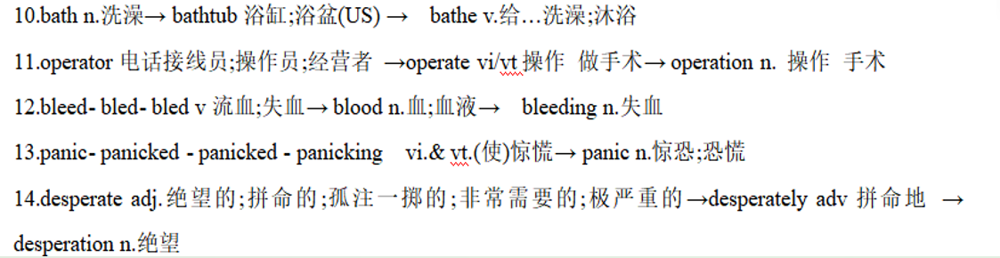 10.bath n.洗澡→ bathtub 浴缸;浴盆(US) → bathe v.给…洗澡;沐浴
11.operator 电话接线员;操作员;经营者 →operate vi/vt 操作 做手术→ operation n. 操作 手术
12.bleed- bled- bled v 流血;失血→ blood n.血;血液→ bleeding n.失血
13.panic- panicked - panicked - panicking vi.& vt.(使)惊慌→ panic n.惊恐;恐慌
14.desperate adj.绝望的;拼命的;孤注一掷的;非常需要的;极严重的→desperately adv 拼命地 →
desperation n.绝望